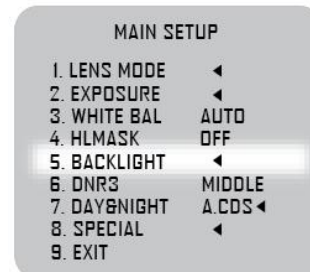 MAIN SETUP
1. LENS MODE ◄
2. EXPOSURE ◄
3. WHITE BAL AUTO
4. HLMASK OFF
5. BACKLIGHT ◄
6. DNR3 MIDDLE
7. DAY&NIGHT A.CDS◄
8. SPECIAL ◄
9. EXIT